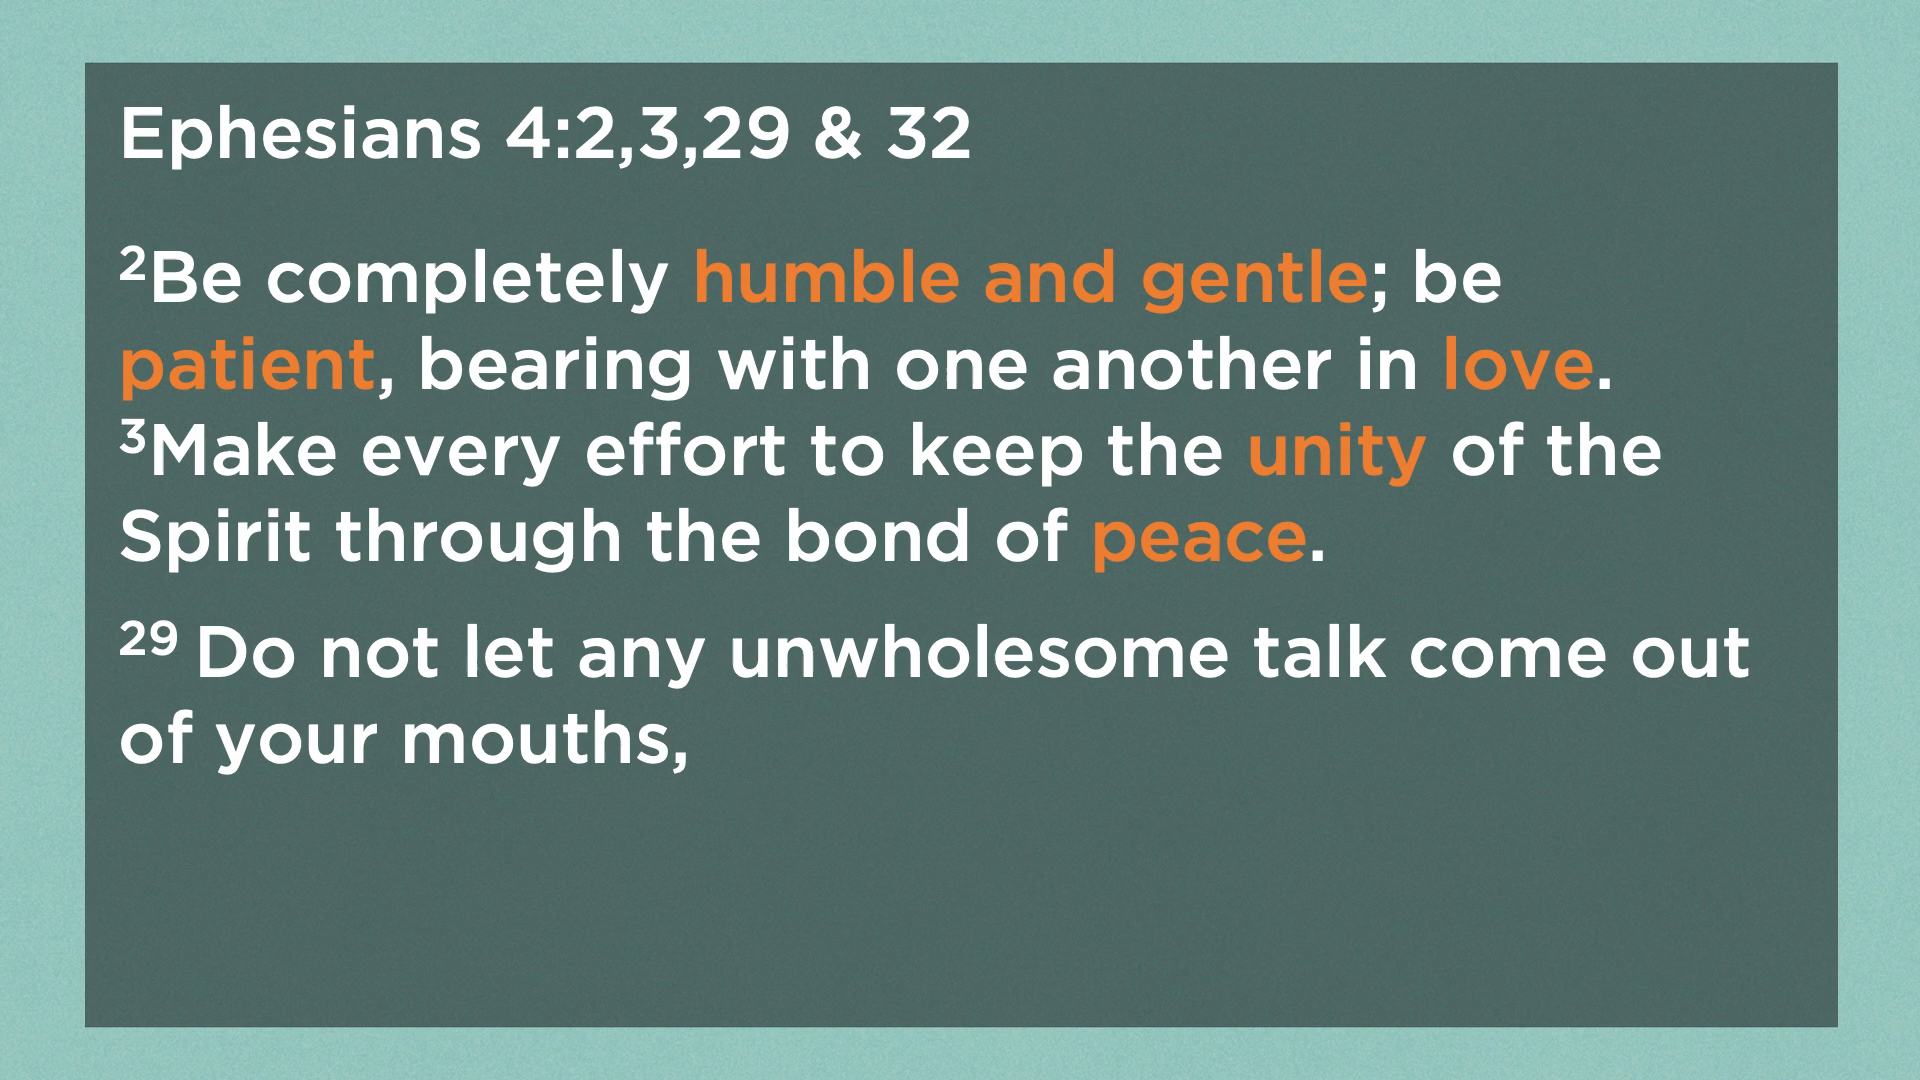 Ephesians 4:2,3,29 & 32
²Be completely humble and gentle; be
patient, bearing with one another in love.
³Make every effort to keep the unity of the
Spirit through the bond of peace.
²⁹ Do not let any unwholesome talk come out
of your mouths,